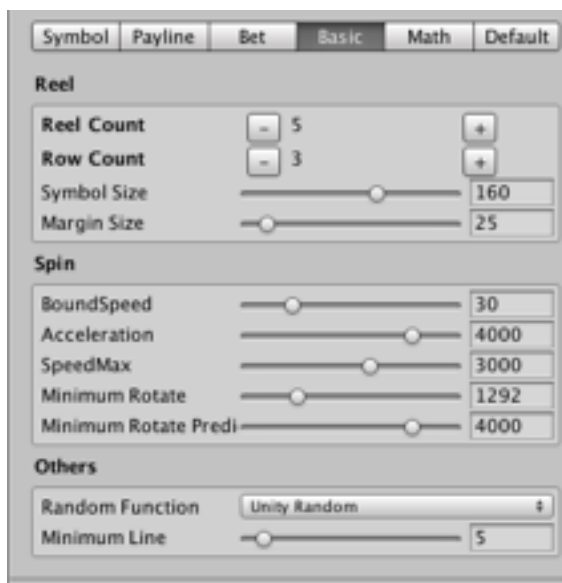 Symbol Payline Bet Basic Math Default
Reel
Reel Count - 5 +
Row Count - 3 +
Symbol Size 160
Margin Size 25
Spin
BoundSpeed 30
Acceleration 4000
SpeedMax 3000
Minimum Rotate 1292
Minimum Rotate Predi 4000
Others
Random Function Unity Random
Minimum Line 5